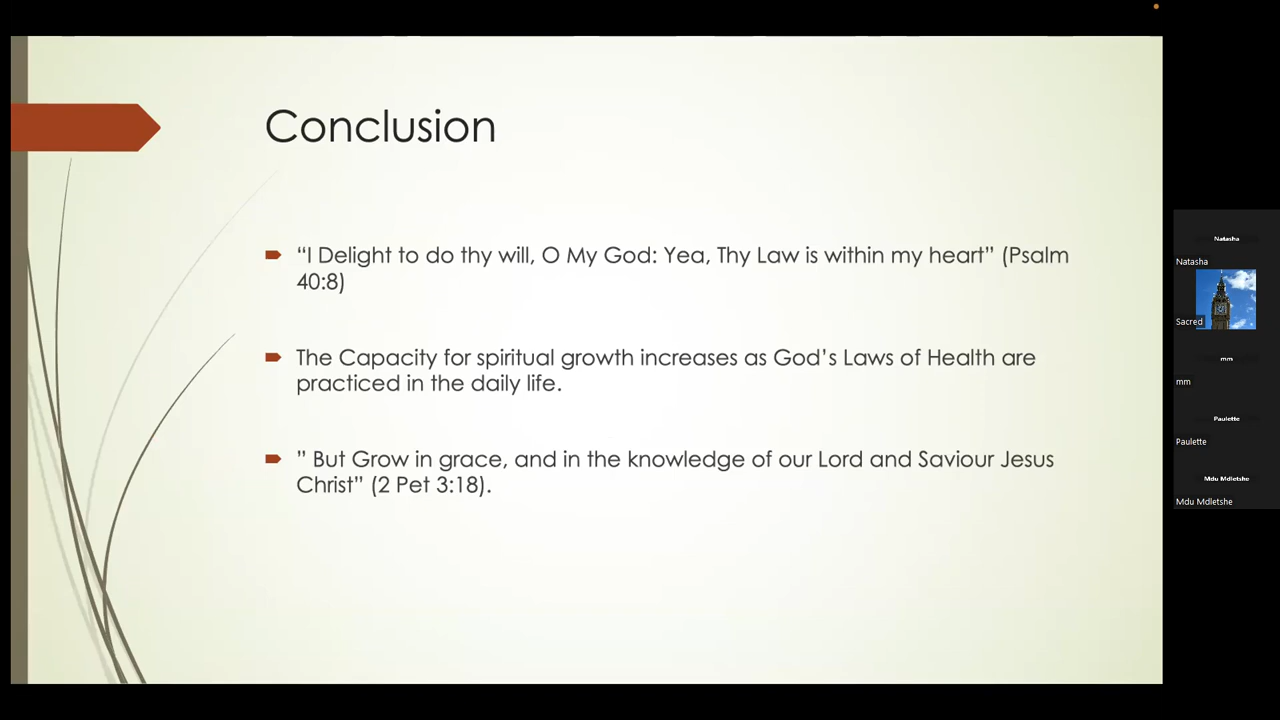 Conclusion
“I Delight to do thy will, O My God: Yea, Thy Law is within my heart” (Psalm
40:8)
The Capacity for spiritual growth increases as God’s Laws of Health are
practiced in the daily life.
” But Grow in grace, and in the knowledge of our Lord and Saviour Jesus
Christ” (2 Pet 3:18).
Natasha
Natasha
Sacred
mm
mm
Paulette
Paulette
Mdu Mdletshe
Mdu Mdletshe